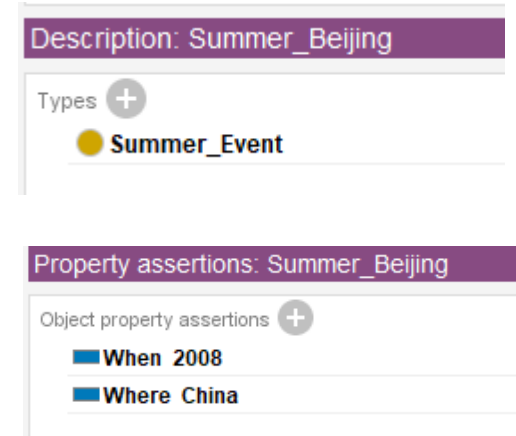 Description: Summer_Beijing
Types
Summer_Event
Property assertions: Summer_Beijing
Object property assertions
When 2008
Where China